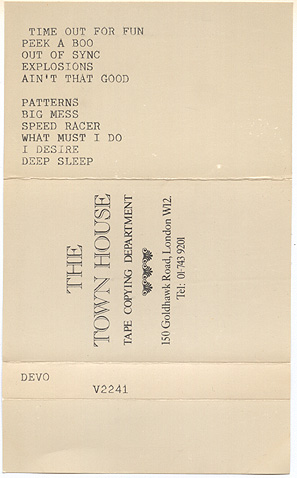 TIME OUT FOR FUN
PEEK A BOO
OUT OF SYNC
EXPLOSIONS
AIN'T THAT GOOD
PATTERNS
BIG MESS
SPEED RACER
WHAT MUST I DO
I DESIRE
DEEP SLEEP
THE
TOWN HOUSE
TAPE COPYING DEPARTMENT
150 Goldhawk Road, London W12.
Tel: 01-743 9201
DEVO
V2241